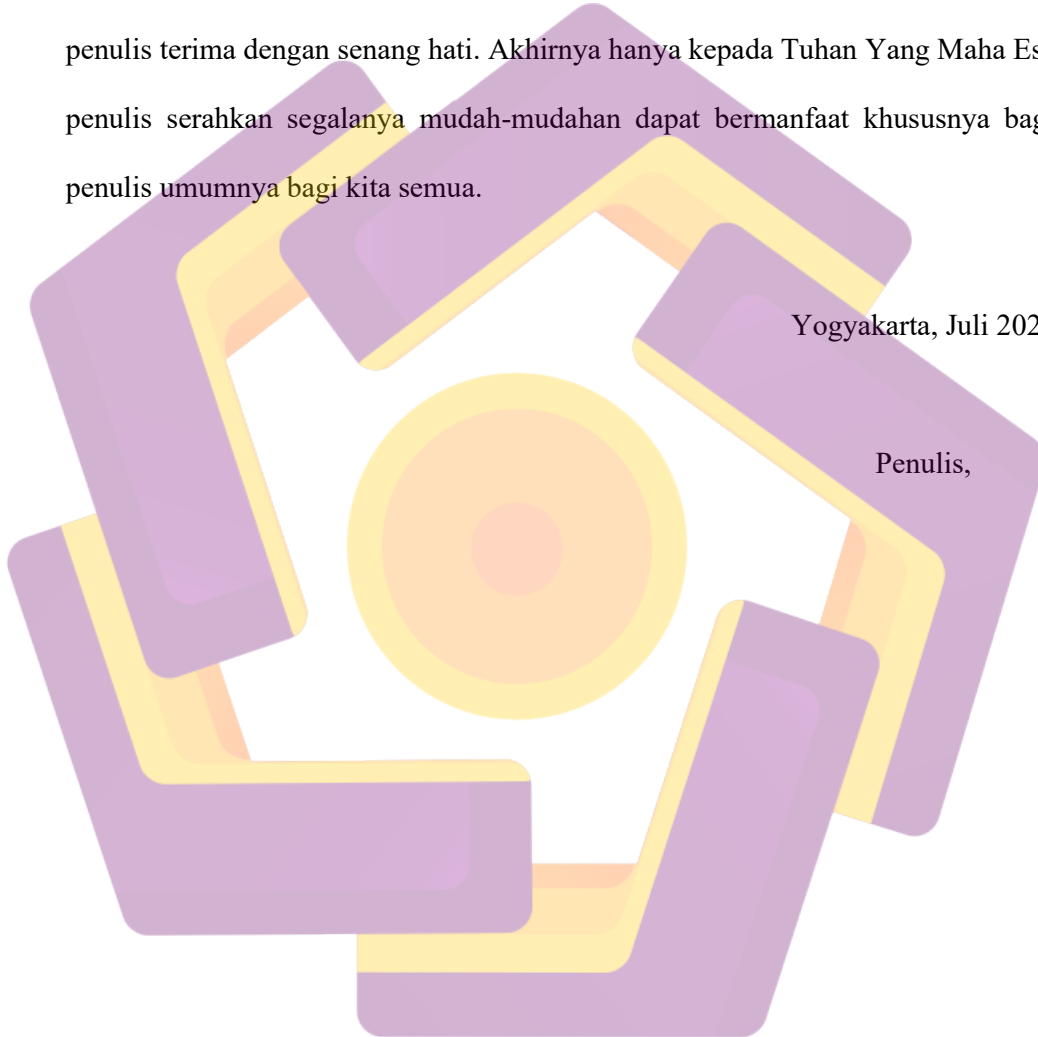 penulis terima dengan senang hati. Akhirnya hanya kepada Tuhan Yang Maha Es
penulis serahkan segalanya mudah-mudahan dapat bermanfaat khususnya bag
penulis umumnya bagi kita semua.
Yogyakarta, Juli 202
Penulis,